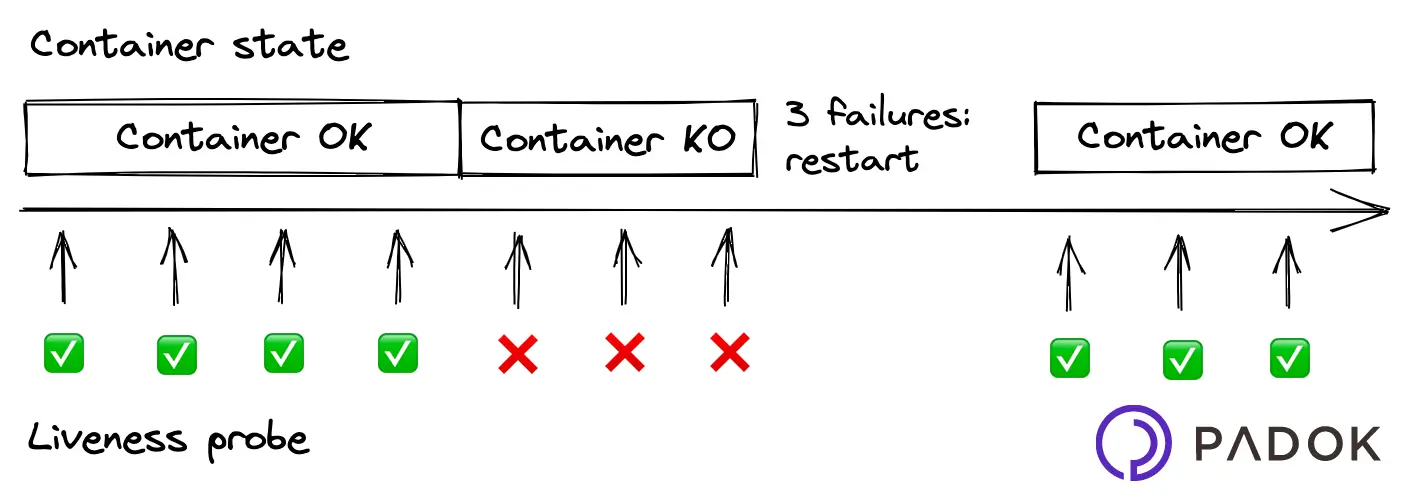 Container state
Container OK
Container KO
3 failures:
restart
Container OK
Liveness probe
PADOK